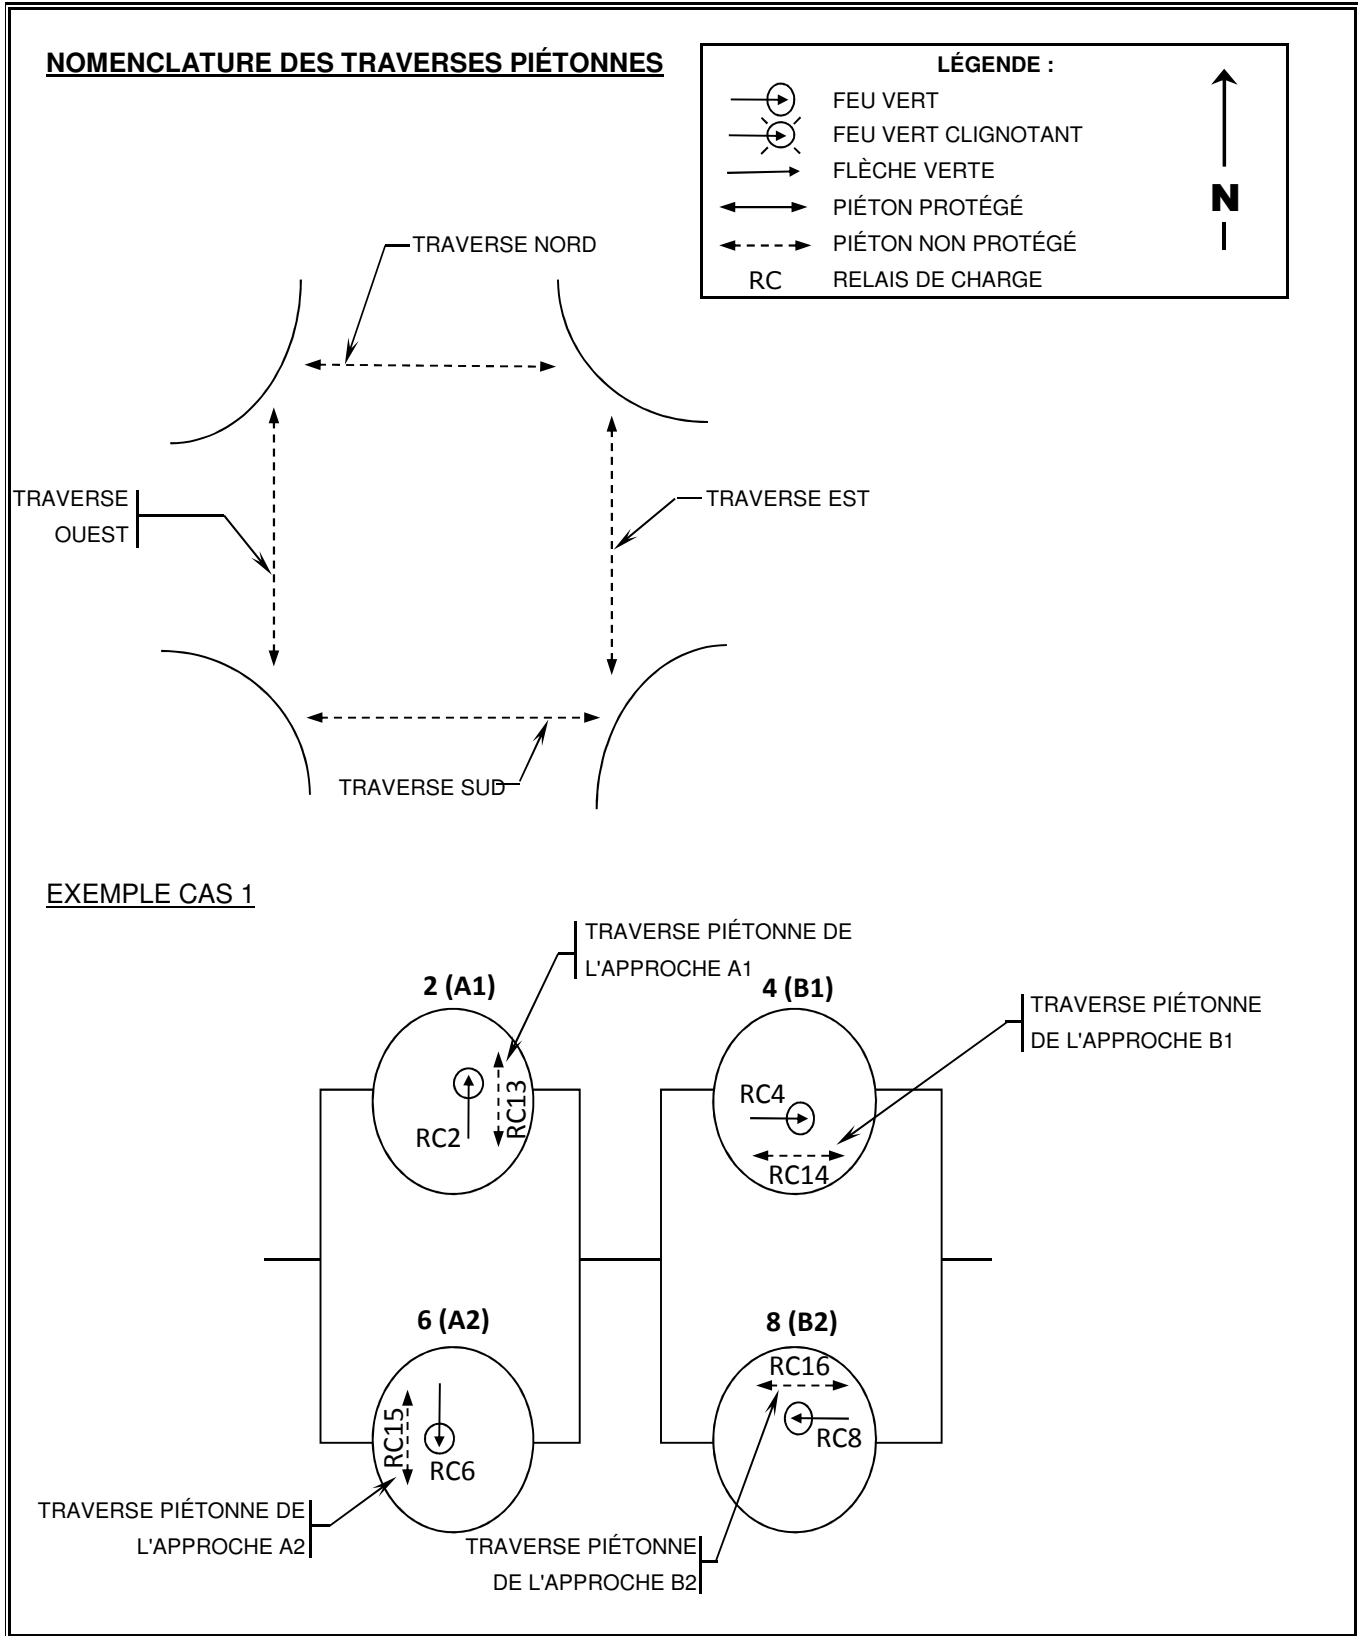 NOMENCLATURE DES TRAVERSES PIÉTONNES
LÉGENDE :
FEU VERT
FEU VERT CLIGNOTANT
FLÈCHE VERTE
PIÉTON PROTÉGÉ
PIÉTON NON PROTÉGÉ
RC RELAIS DE CHARGE
N
TRAVERSE NORD
TRAVERSE
OUEST
TRAVERSE EST
TRAVERSE SUD
EXEMPLE CAS 1
TRAVERSE PIÉTONNE DE
L'APPROCHE A1
2 (A1)
4 (B1)
TRAVERSE PIÉTONNE
DE L'APPROCHE B1
RC2
RC13
RC4
RC14
6 (A2)
8 (B2)
RC15
RC6
RC16
RC8
TRAVERSE PIÉTONNE DE
L'APPROCHE A2
TRAVERSE PIÉTONNE
DE L'APPROCHE B2